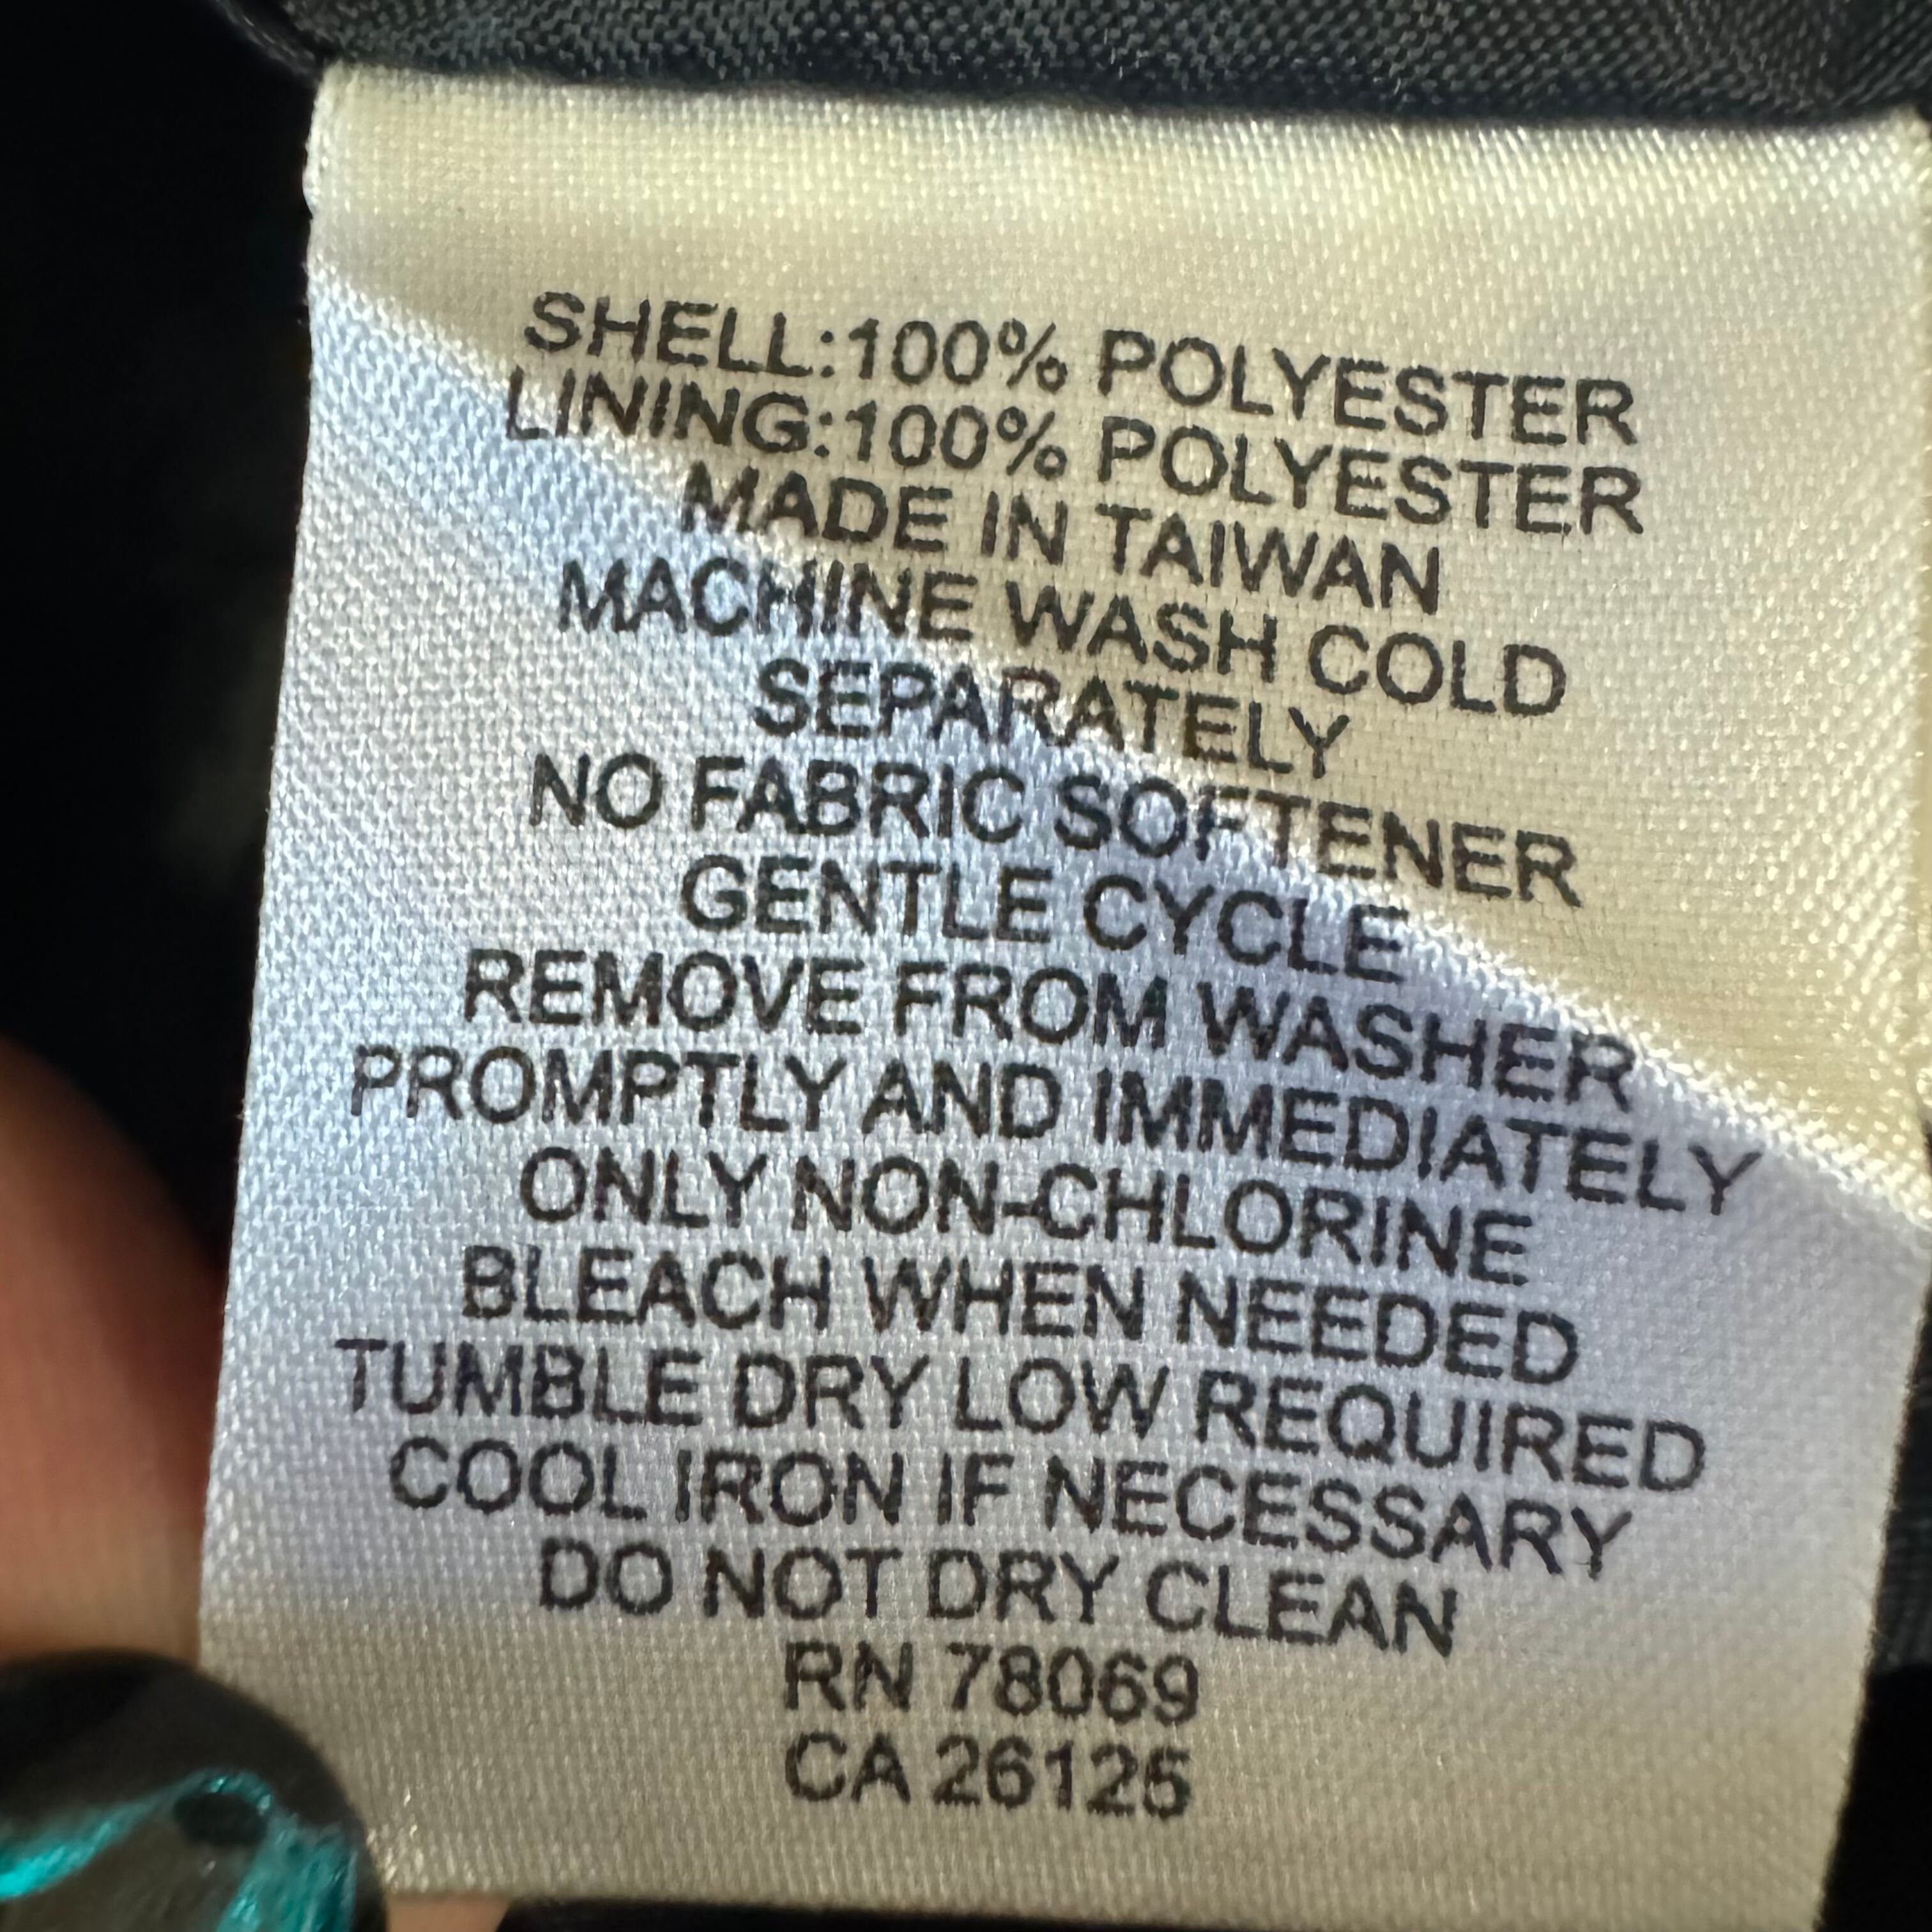 SHELL:100% POLYESTER
LINING:100% POLYESTER
MADE IN TAIWAN
MACHINE WASH COLD
SEPARATELY
NO FABRIC SOFTENER
GENTLE CYCLE
REMOVE FROM WASHER
PROMPTLY AND IMMEDIATELY
ONLY NON-CHLORINE
BLEACH WHEN NEEDED
TUMBLE DRY LOW REQUIRED
COOL IRON IF NECESSARY
DO NOT DRY CLEAN
RN 78069
CA 26125